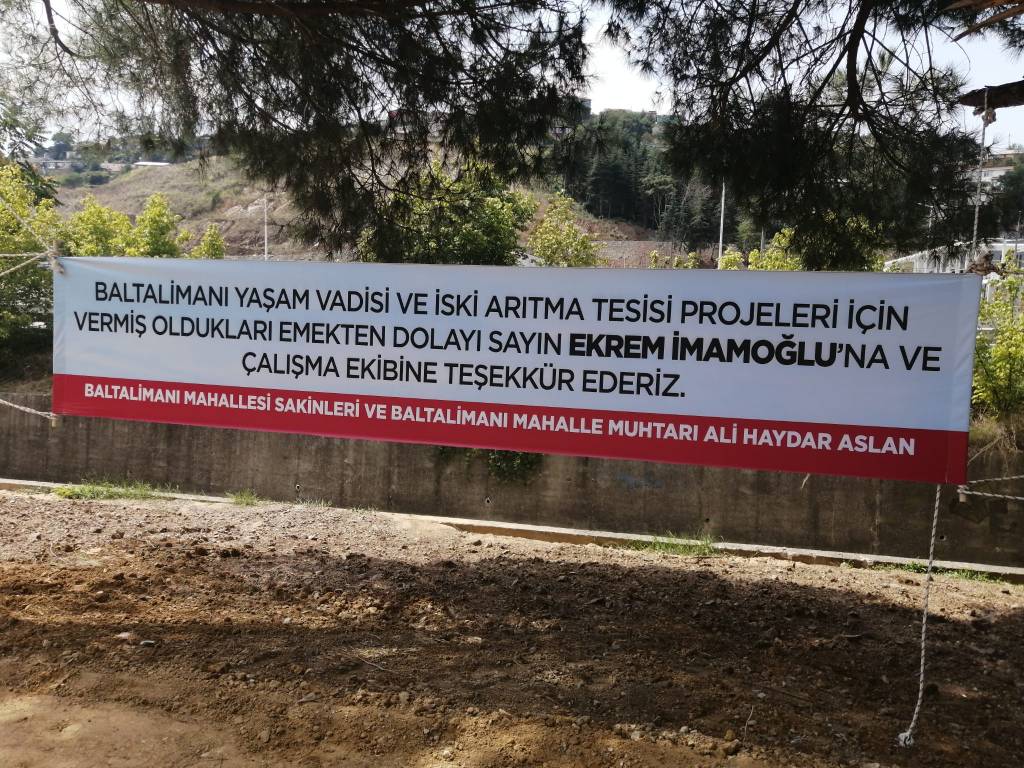 BALTALİMANI YAŞAM VADİSİ VE İSKİ ARITMA TESİSİ PROJELERİ İÇİN
VERMİŞ OLDUKLARI EMEKTEN DOLAYI SAYIN EKREM İMAMOĞLU'NA VE
ÇALIŞMA EKİBİNE TEŞEKKÜR EDERİZ.
BALTALİMANI MAHALLESİ SAKİNLERİ VE BALTALİMANI MAHALLE MUHTARI ALİ HAYDAR ASLAN